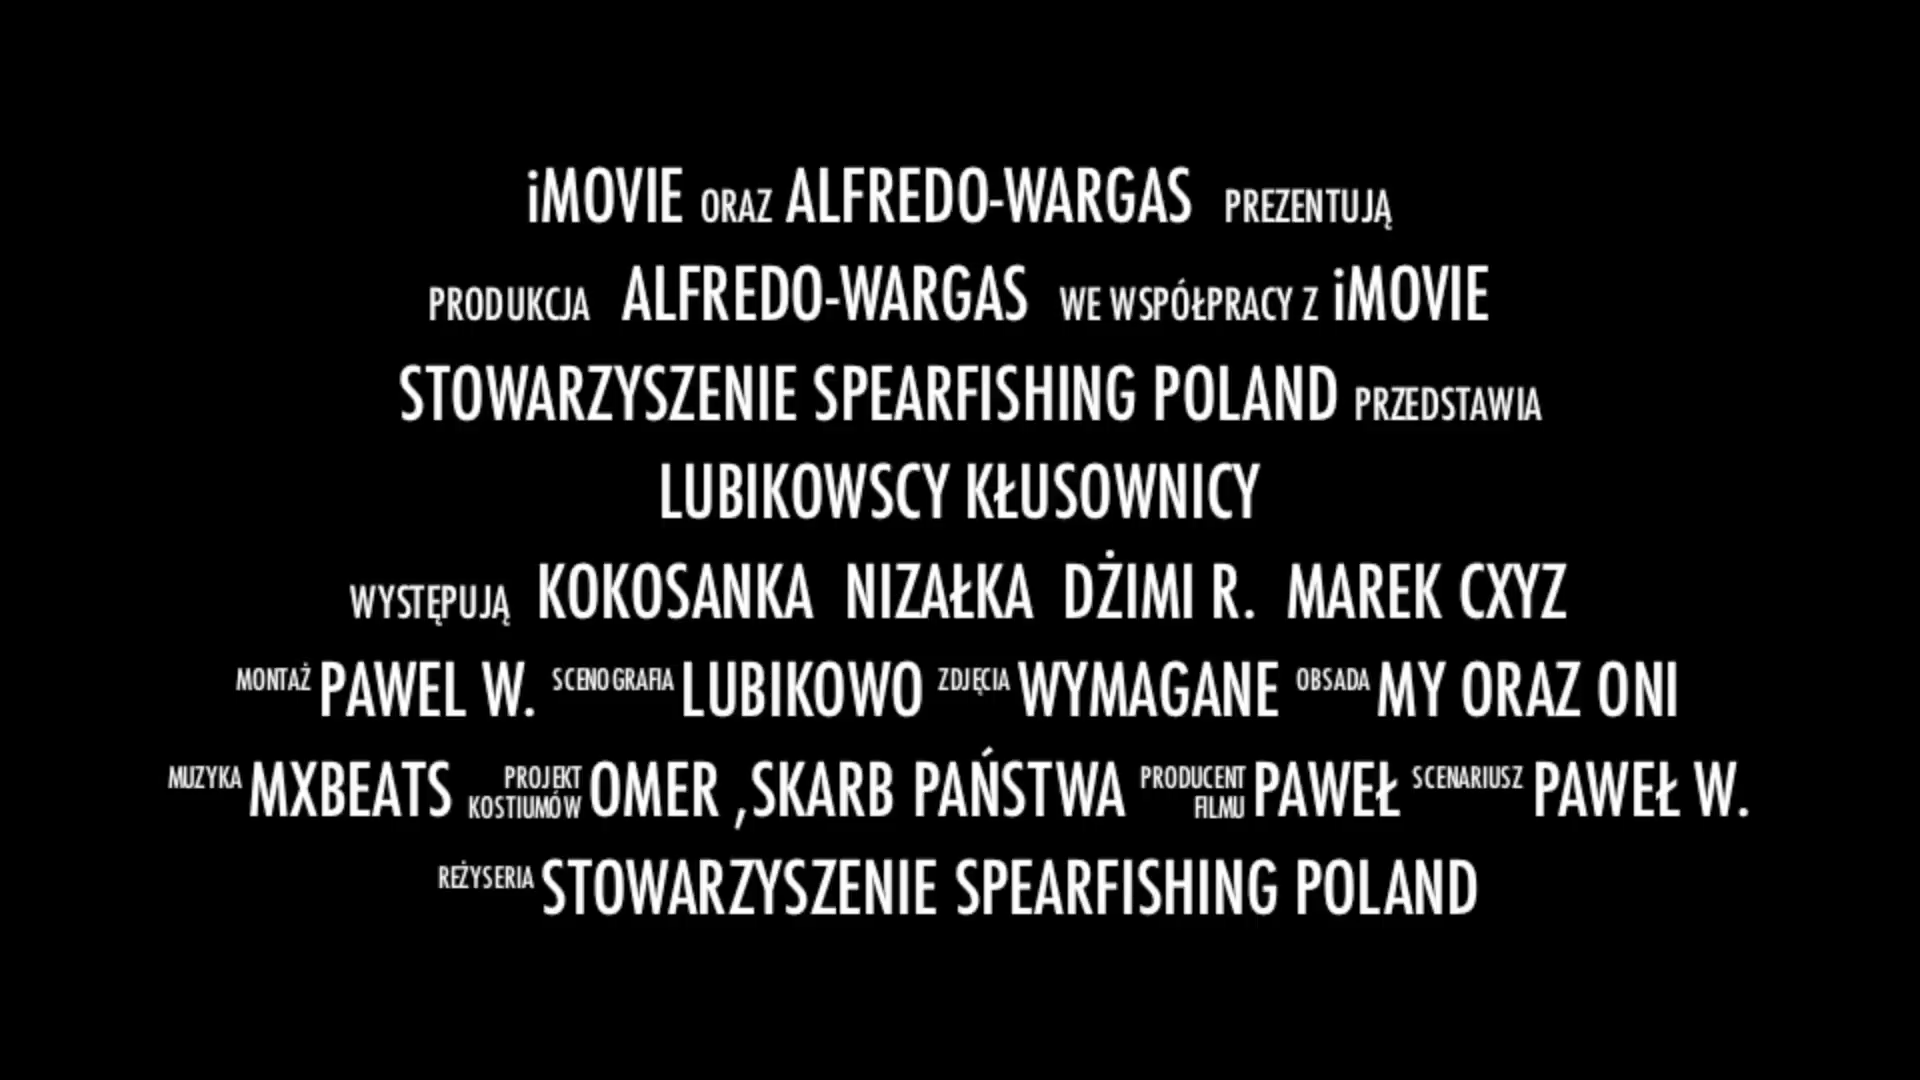 iMOVIE ORAZ ALFREDO-WARGAS PREZENTUJĄ
PRODUKCJA ALFREDO-WARGAS WE WSPÓŁPRACY Z iMOVIE
STOWARZYSZENIE SPEARFISHING POLAND PRZEDSTAWIA
LUBIKOWSCY KŁUSOWNICY
WYSTĘPUJĄ KOKOSANKA NIZAŁKA DŻIMI R. MAREK CXYZ
MONTAŻ PAWEL W. SCENOGRAFIA LUBIKOWO ZDJĘCIA WYMAGANE OBSADA MY ORAZ ONI
MUZYKA MXBEATS PROJEKT KOSTIUMÓW OMER ,SKARB PAŃSTWA PRODUCENT FILMU PAWEŁ SCENARIUSZ PAWEŁ W.
REŻYSERIA STOWARZYSZENIE SPEARFISHING POLAND